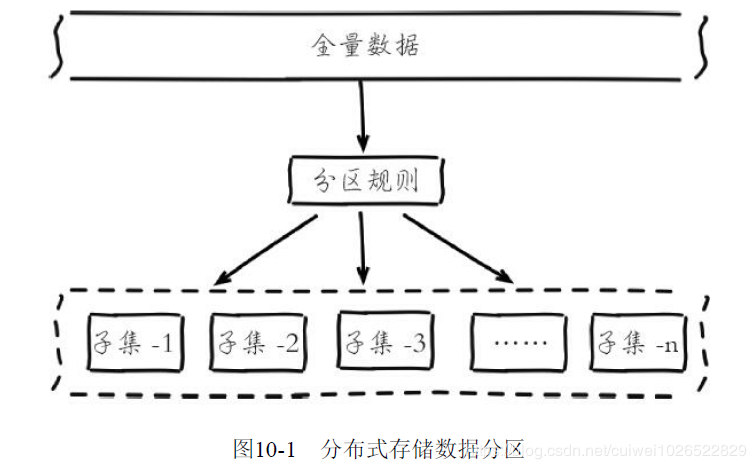 全量数据
分区规则
子集-1 子集-2 子集-3 …… 子集-n
图10-1 分布式存储数据分区
https://blog.csdn.net/cuiwei1026522829